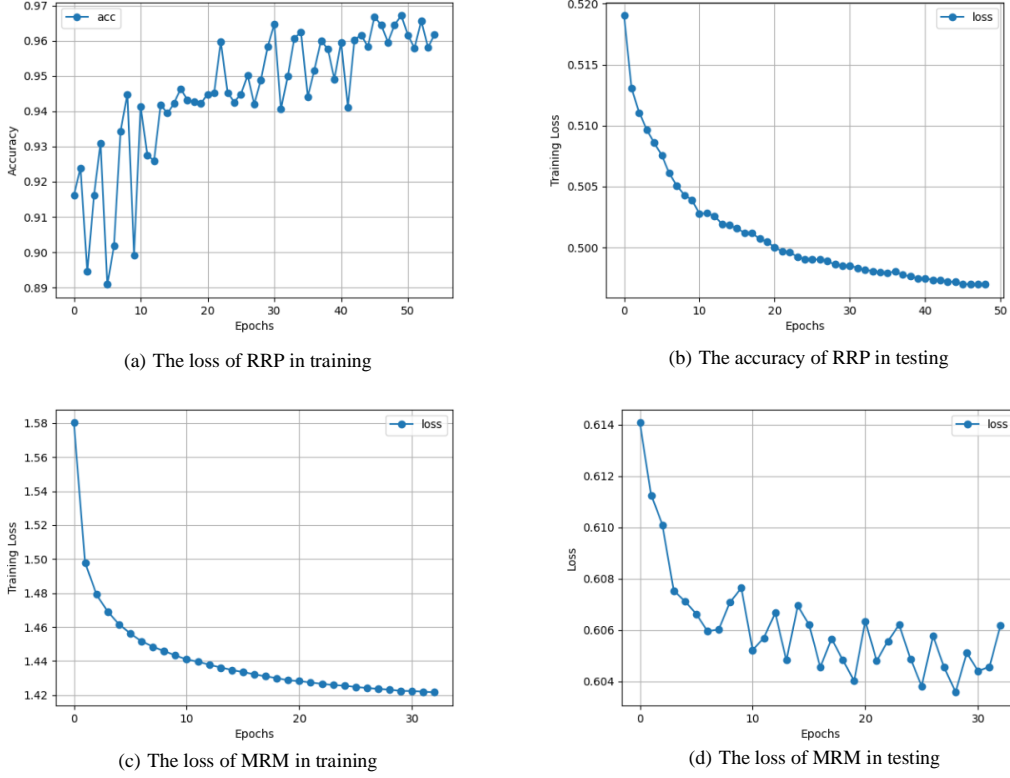 0.97
0.96
0.95
0.94
0.93
0.92
0.91
0.90
0.89
Accuracy
acc
0 10 20 30 40 50
Epochs
(a) The loss of RRP in training
0.520
0.515
0.510
0.505
0.500
Training Loss
loss
0 10 20 30 40 50
Epochs
(b) The accuracy of RRP in testing
1.58
1.56
1.54
1.52
1.50
1.48
1.46
1.44
1.42
Training Loss
loss
0 10 20 30
Epochs
(c) The loss of MRM in training
0.614
0.612
0.610
0.608
0.606
0.604
Loss
loss
0 10 20 30
Epochs
(d) The loss of MRM in testing